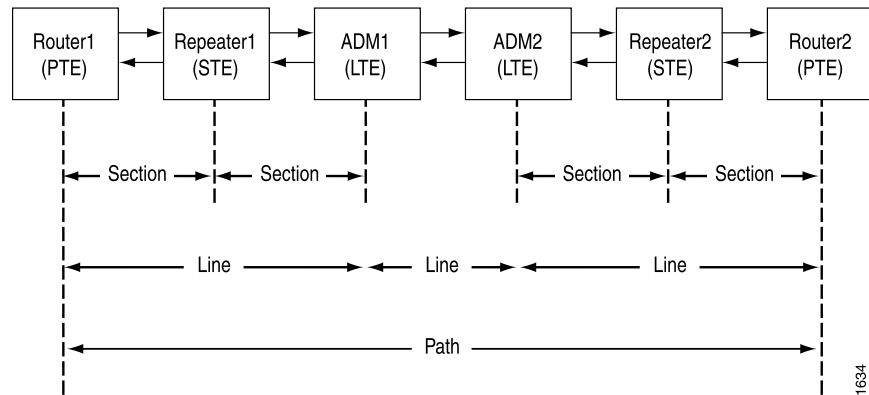 Router1
(PTE)
Repeater1
(STE)
ADM1
(LTE)
ADM2
(LTE)
Repeater2
(STE)
Router2
(PTE)
Section
Section
Section
Section
Line
Line
Line
Path
1634